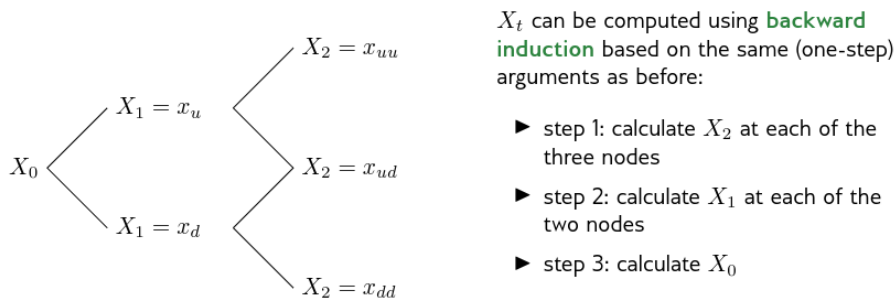 X_2 = x_{uu}
X_1 = x_u
X_0
X_2 = x_{ud}
X_1 = x_d
X_2 = x_{dd}
X_t can be computed using backward
induction based on the same (one-step)
arguments as before:
▶ step 1: calculate X_2 at each of the
three nodes
▶ step 2: calculate X_1 at each of the
two nodes
▶ step 3: calculate X_0